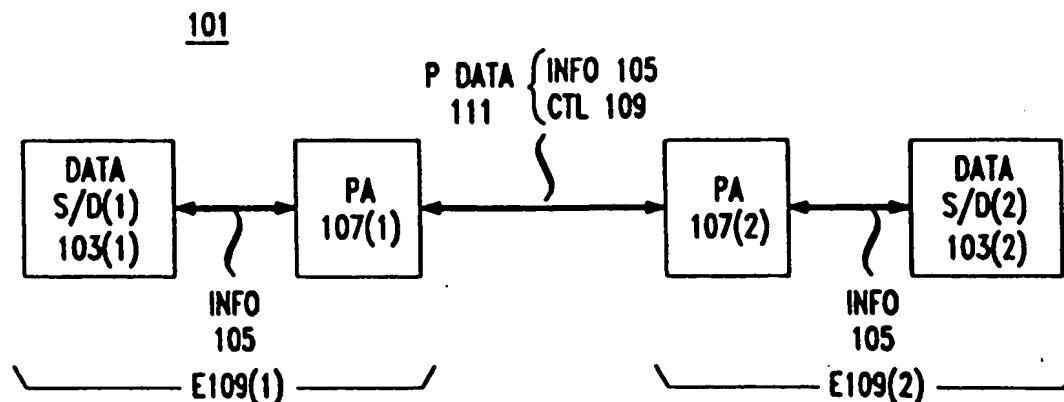 101
P DATA
111
INFO 105
CTL 109
DATA
S/D(1)
103(1)
PA
107(1)
PA
107(2)
DATA
S/D(2)
103(2)
INFO
105
INFO
105
E109(1)
E109(2)